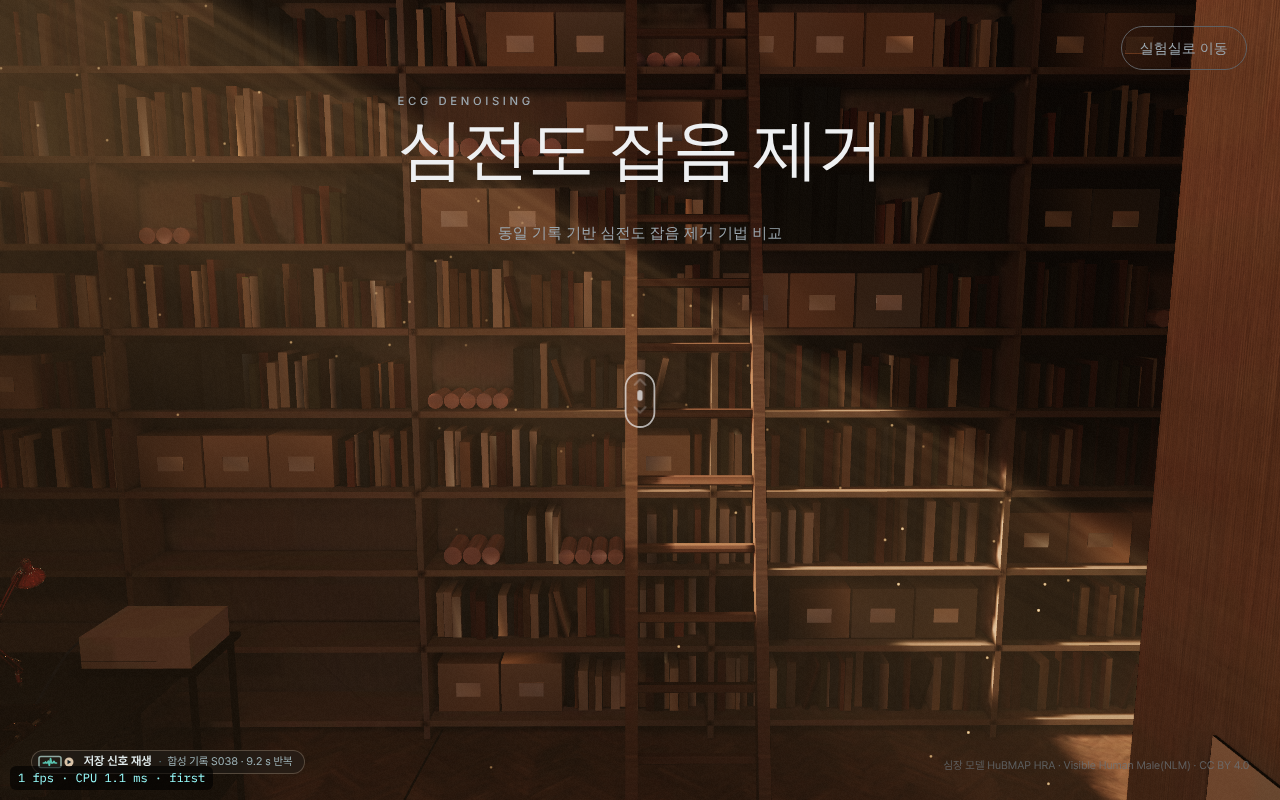 실험실로 이동
ECG DENOISING
심전도 잡음 제거
동일 기록 기반 심전도 잡음 제거 기법 비교
저장 신호 재생 · 합성 기록 S038 · 9.2 s 반복
1 fps · CPU 1.1 ms · first
심장 모델 HuBMAP HRA · Visible Human Male(NLM) · CC BY 4.0